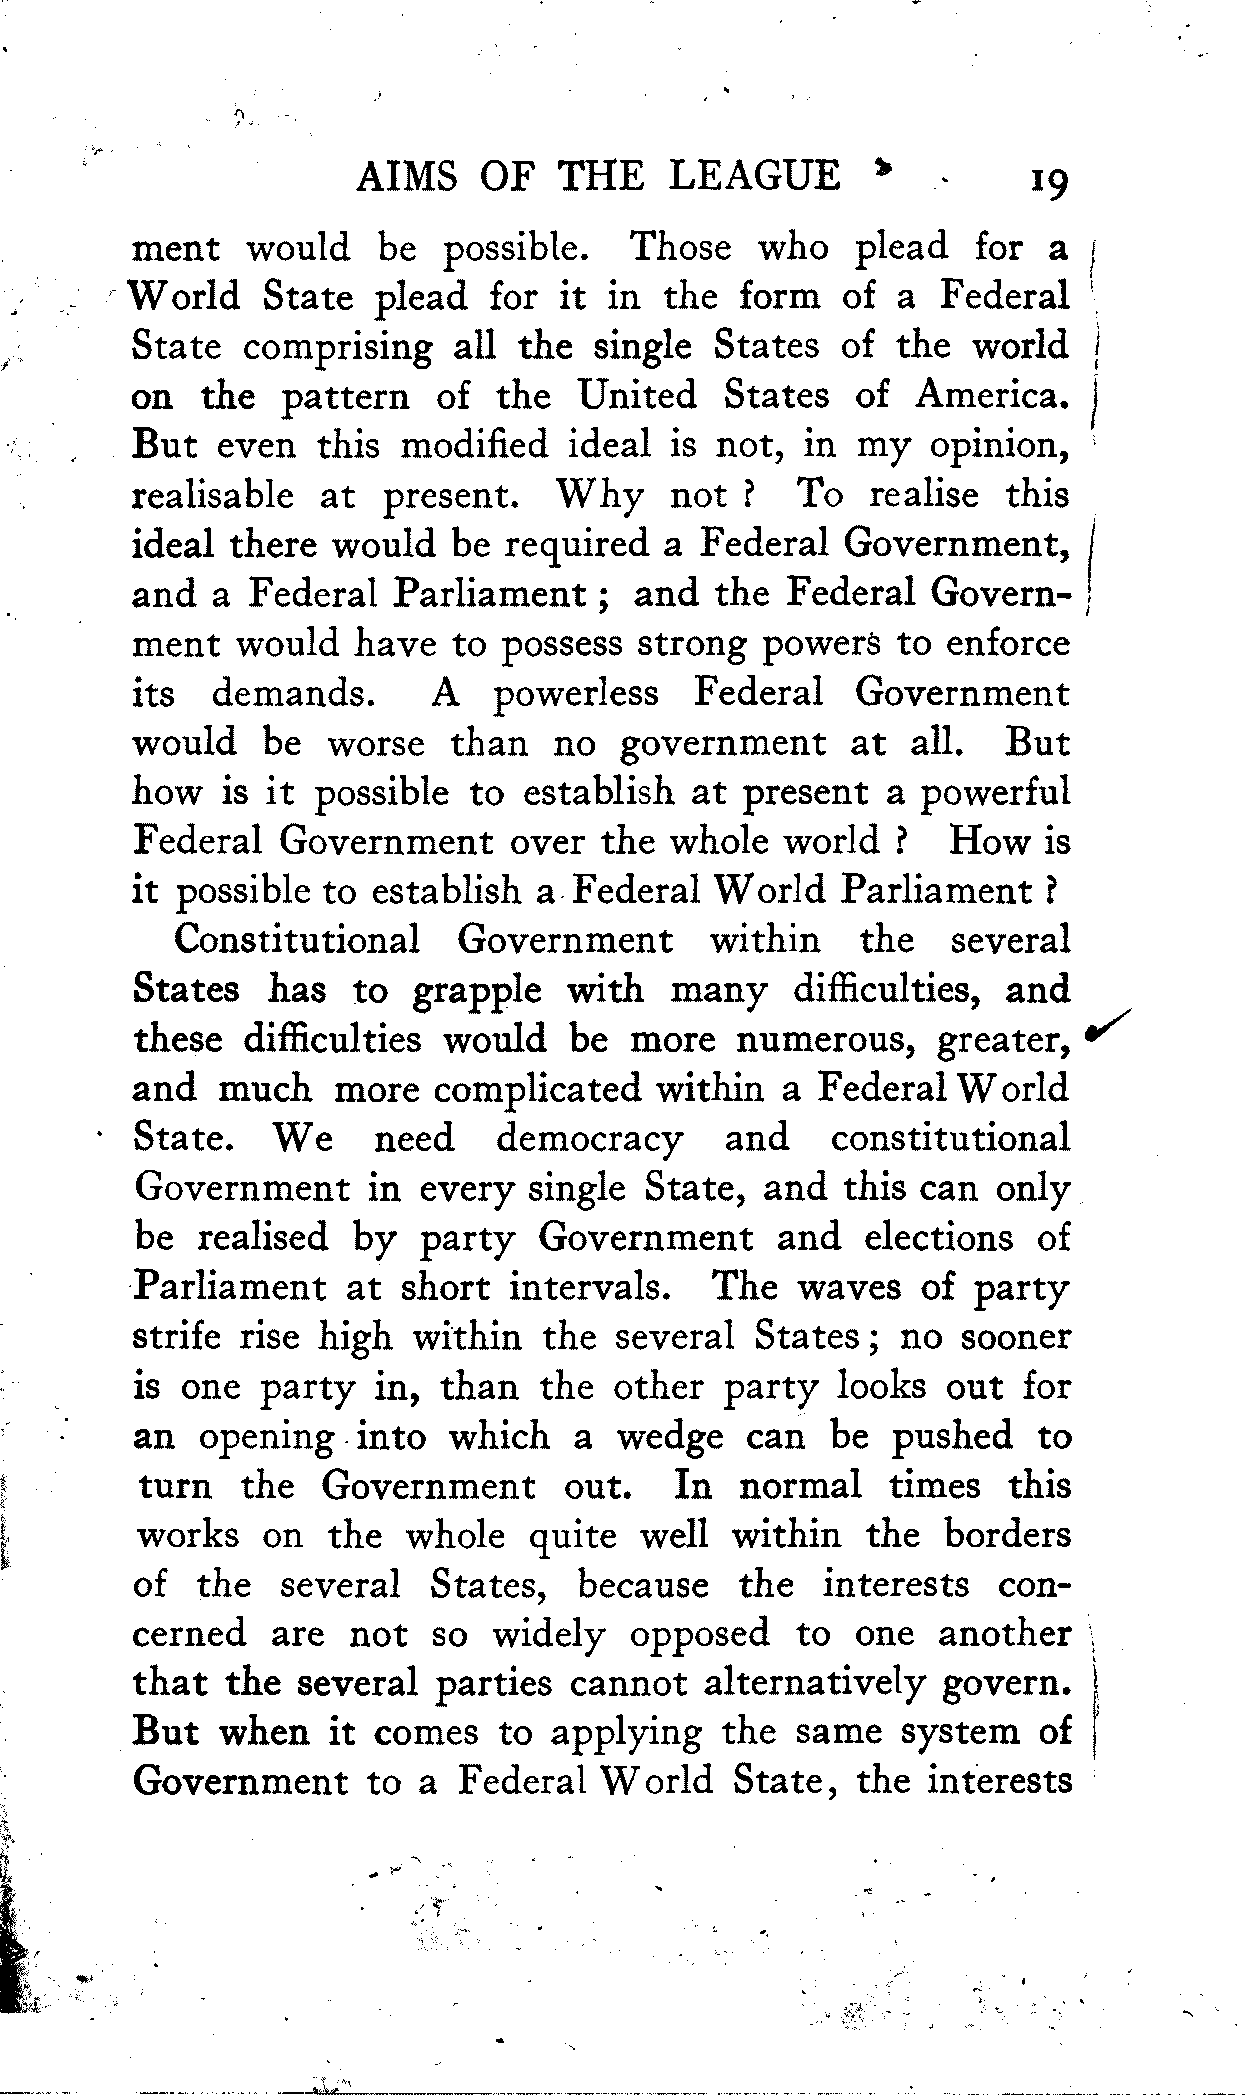 AIMS OF THE LEAGUE 19
ment would be possible. Those who plead for a
World State plead for it in the form of a Federal
State comprising all the single States of the world
on the pattern of the United States of America.
But even this modified ideal is not, in my opinion,
realisable at present. Why not ? To realise this
ideal there would be required a Federal Government,
and a Federal Parliament ; and the Federal Govern-
ment would have to possess strong powers to enforce
its demands. A powerless Federal Government
would be worse than no government at all. But
how is it possible to establish at present a powerful
Federal Government over the whole world ? How is
it possible to establish a Federal World Parliament ?
Constitutional Government within the several
States has to grapple with many difficulties, and
these difficulties would be more numerous, greater,
and much more complicated within a Federal World
State. We need democracy and constitutional
Government in every single State, and this can only
be realised by party Government and elections of
Parliament at short intervals. The waves of party
strife rise high within the several States ; no sooner
is one party in, than the other party looks out for
an opening into which a wedge can be pushed to
turn the Government out. In normal times this
works on the whole quite well within the borders
of the several States, because the interests con-
cerned are not so widely opposed to one another
that the several parties cannot alternatively govern.
But when it comes to applying the same system of
Government to a Federal World State, the interests